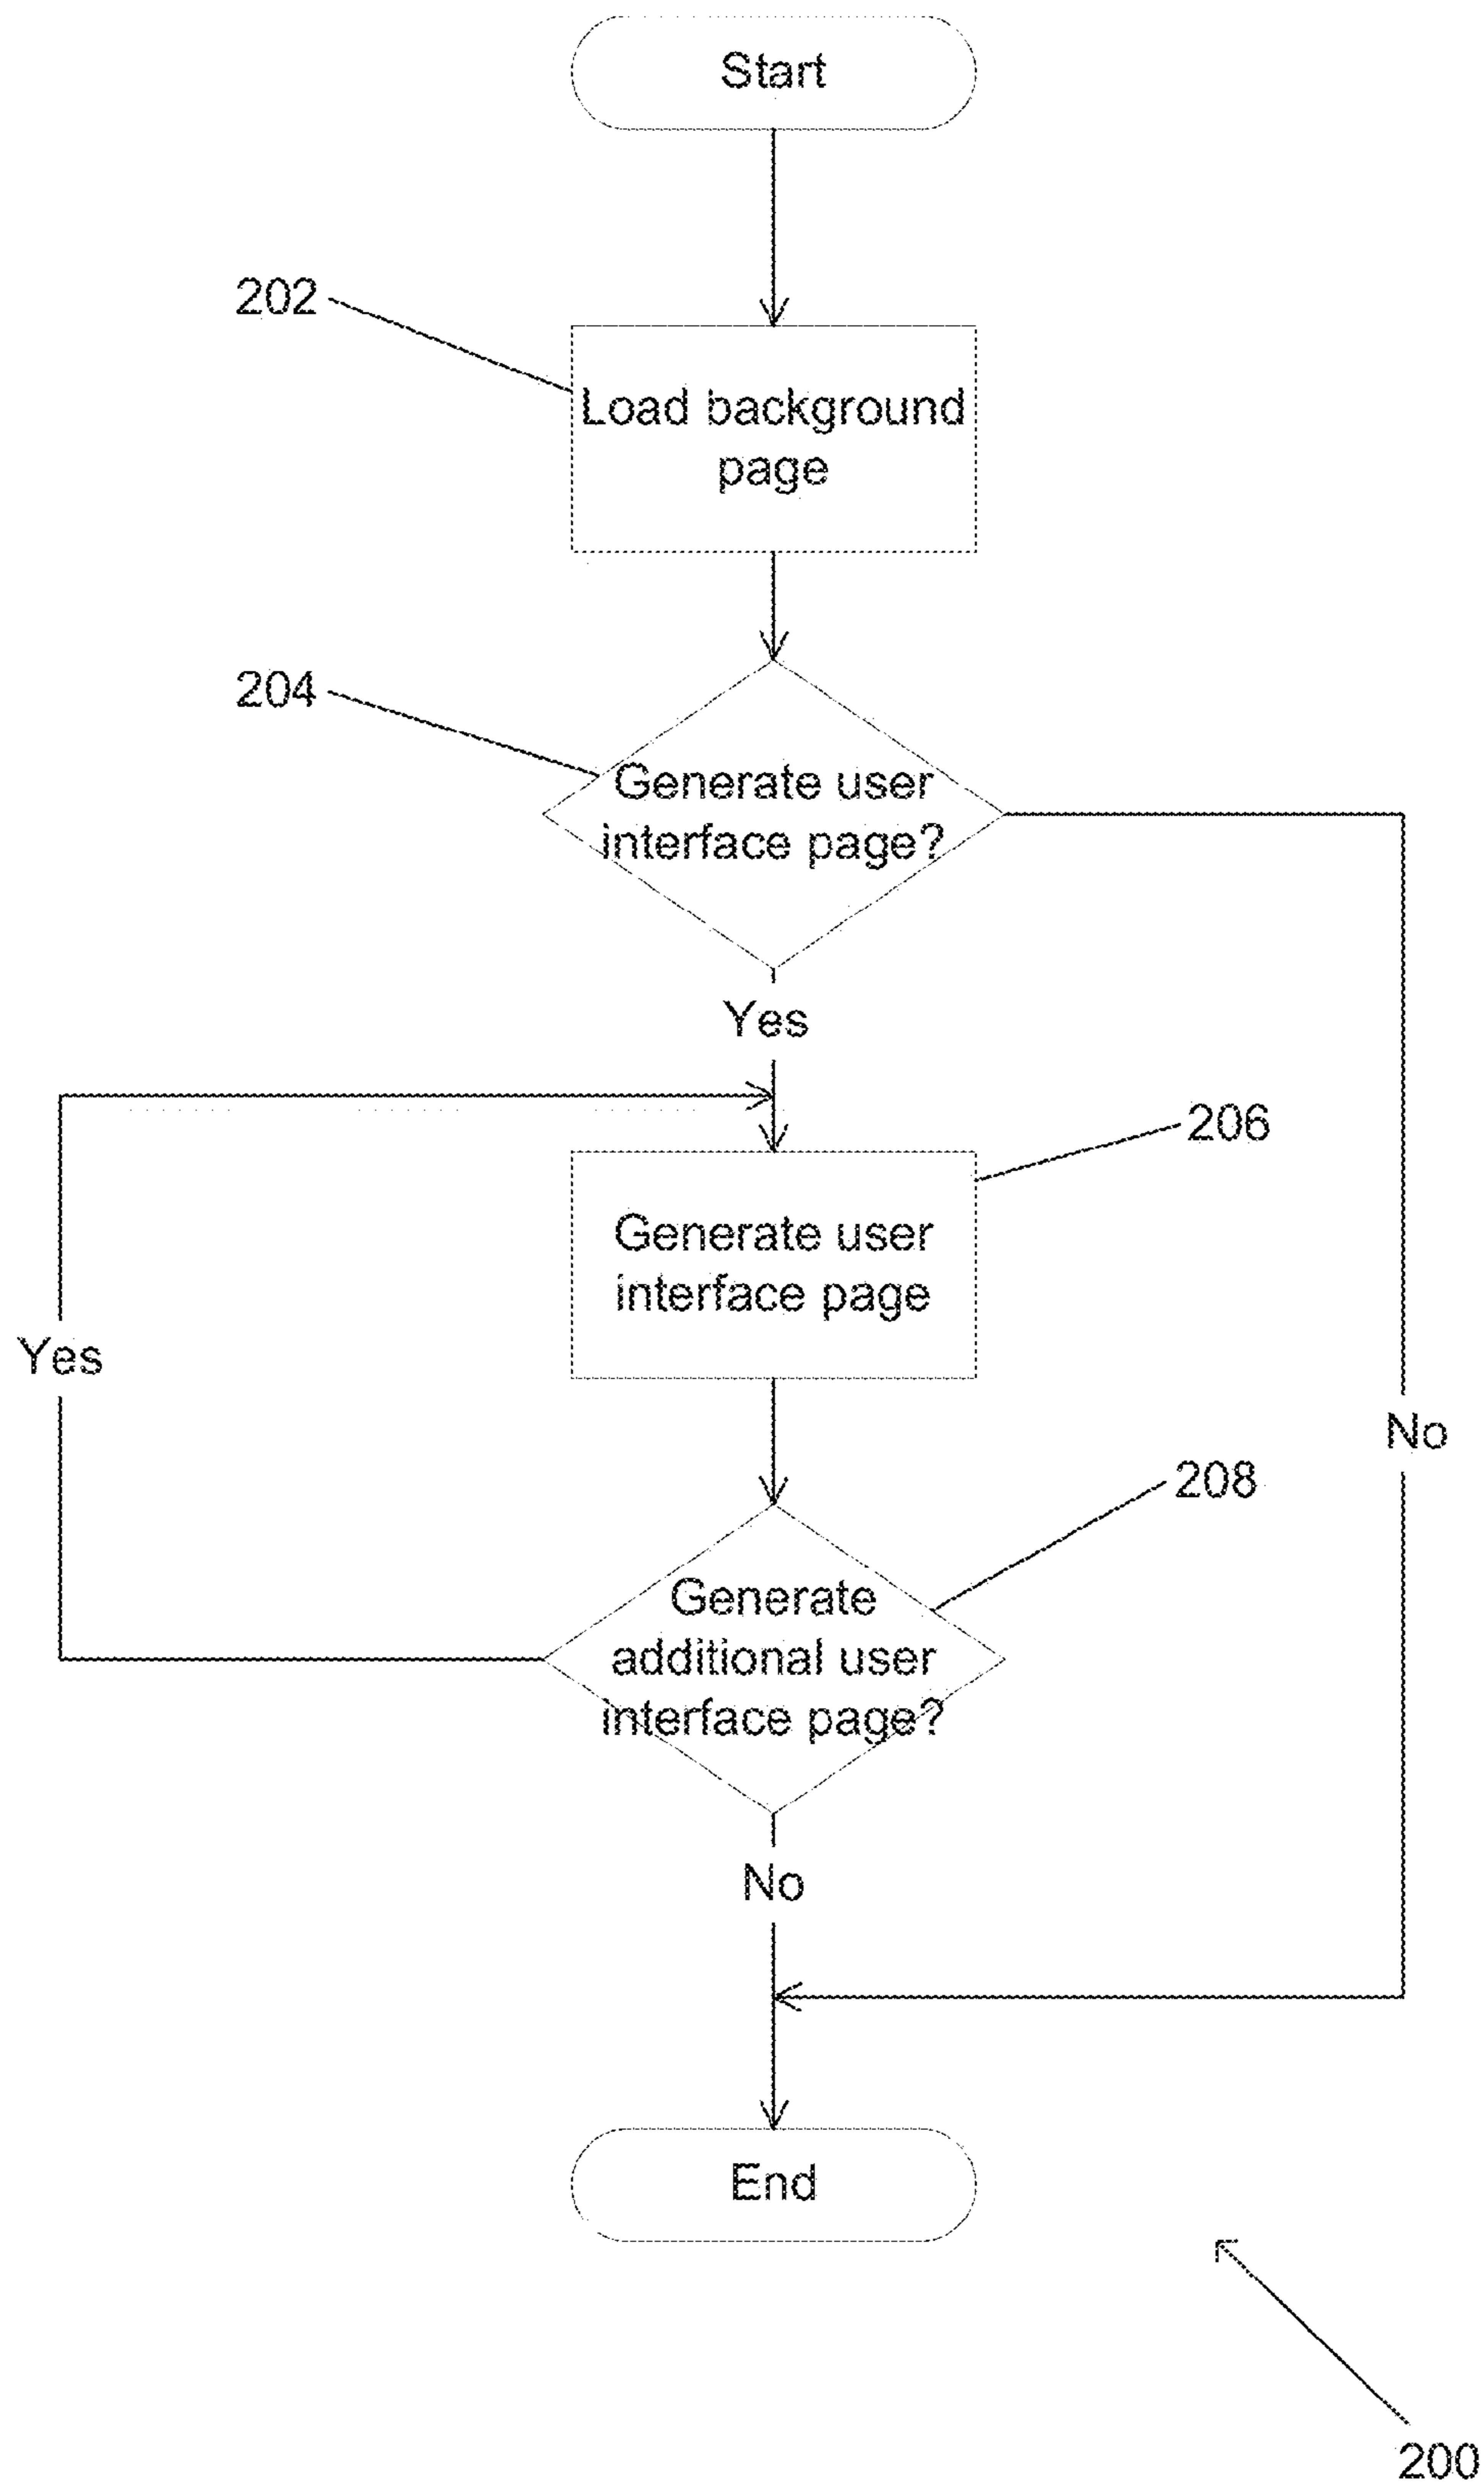 Start
202
Load background
page
204
Generate user
interface page?
Yes
206
Generate user
interface page
Yes
No
208
Generate
additional user
interface page?
No
End
200